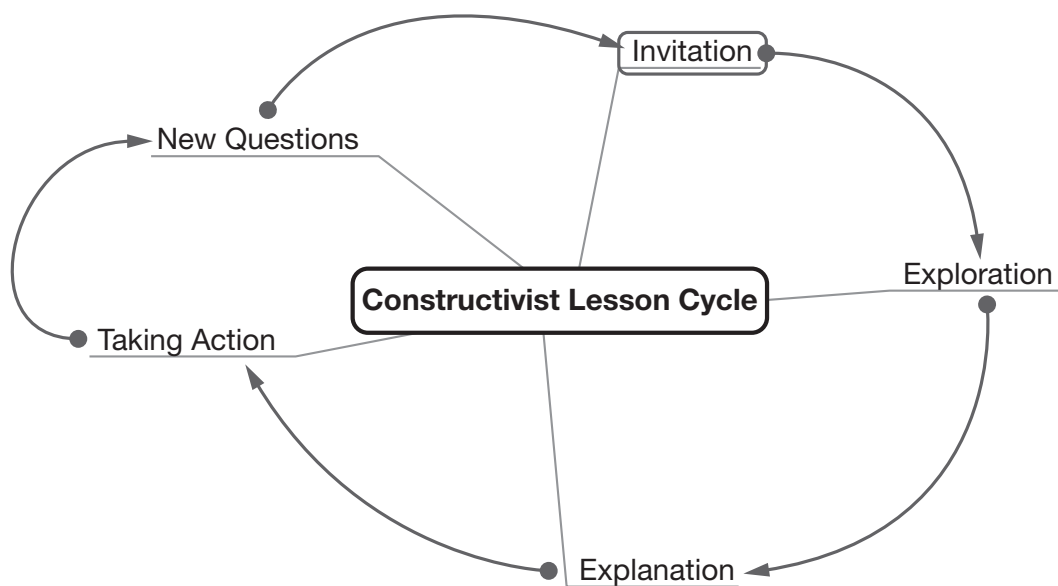 Invitation
New Questions
Exploration
Constructivist Lesson Cycle
Taking Action
Explanation